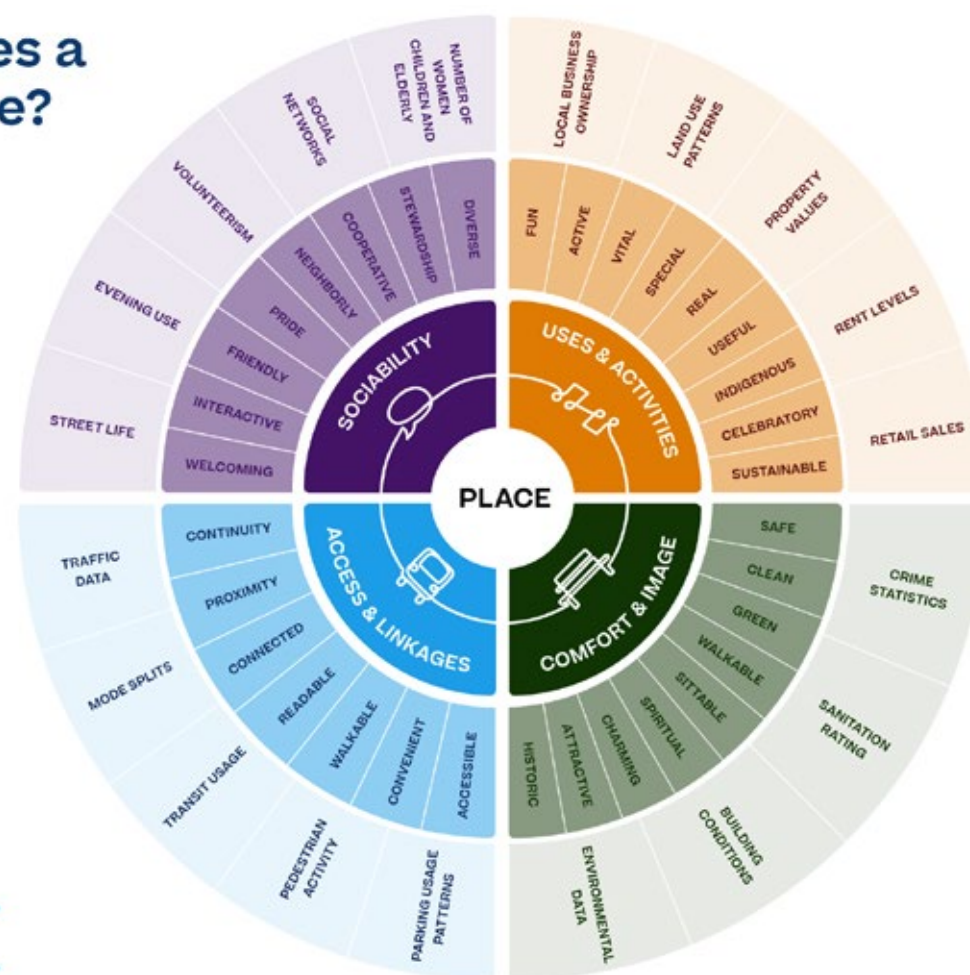 es a
e?
NUMBER OF
WOMEN
CHILDREN AND
ELDERLY
SOCIAL
NETWORKS
VOLUNTEERISM
EVENING USE
STREET LIFE
DIVERSE
STEWARDSHIP
COOPERATIVE
NEIGHBORLY
PRIDE
FRIENDLY
INTERACTIVE
WELCOMING
SOCIABILITY
LOCAL BUSINESS
OWNERSHIP
LAND USE
PATTERNS
PROPERTY
VALUES
RENT LEVELS
RETAIL SALES
FUN
ACTIVE
VITAL
SPECIAL
REAL
USEFUL
INDIGENOUS
CELEBRATORY
SUSTAINABLE
USES & ACTIVITIES
PLACE
ACCESS & LINKAGES
CONTINUITY
PROXIMITY
CONNECTED
READABLE
WALKABLE
CONVENIENT
ACCESSIBLE
TRAFFIC
DATA
MODE SPLITS
TRANSIT USAGE
PEDESTRIAN
ACTIVITY
PARKING USAGE
PATTERNS
COMFORT & IMAGE
SAFE
CLEAN
GREEN
WALKABLE
SITTABLE
SPIRITUAL
CHARMING
ATTRACTIVE
HISTORIC
CRIME
STATISTICS
SANITATION
RATING
BUILDING
CONDITIONS
ENVIRONMENTAL
DATA